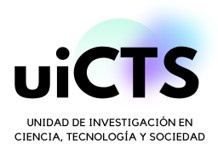 uiCTS
UNIDAD DE INVESTIGACIÓN EN
CIENCIA, TECNOLOGÍA Y SOCIEDAD